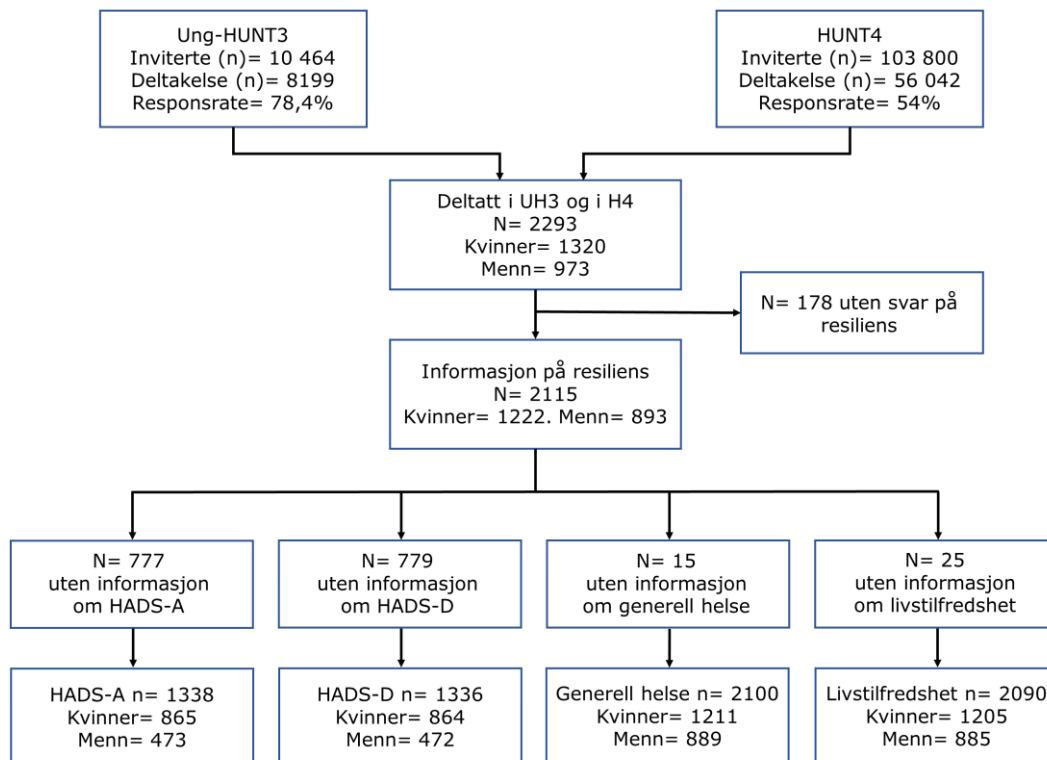 Ung-HUNT3
Inviterte (n)= 10 464
Deltakelse (n)= 8199
Responsrate= 78,4%
HUNT4
Inviterte (n)= 103 800
Deltakelse (n)= 56 042
Responsrate= 54%
Deltatt i UH3 og i H4
N= 2293
Kvinner= 1320
Menn= 973
N= 178 uten svar på
resiliens
Informasjon på resiliens
N= 2115
Kvinner= 1222. Menn= 893
N= 777
uten informasjon
om HADS-A
N= 779
uten informasjon
om HADS-D
N= 15
uten informasjon
om generell helse
N= 25
uten informasjon
om livstilfredshet
HADS-A n= 1338
Kvinner= 865
Menn= 473
HADS-D n= 1336
Kvinner= 864
Menn= 472
Generell helse n= 2100
Kvinner= 1211
Menn= 889
Livstilfredshet n= 2090
Kvinner= 1205
Menn= 885